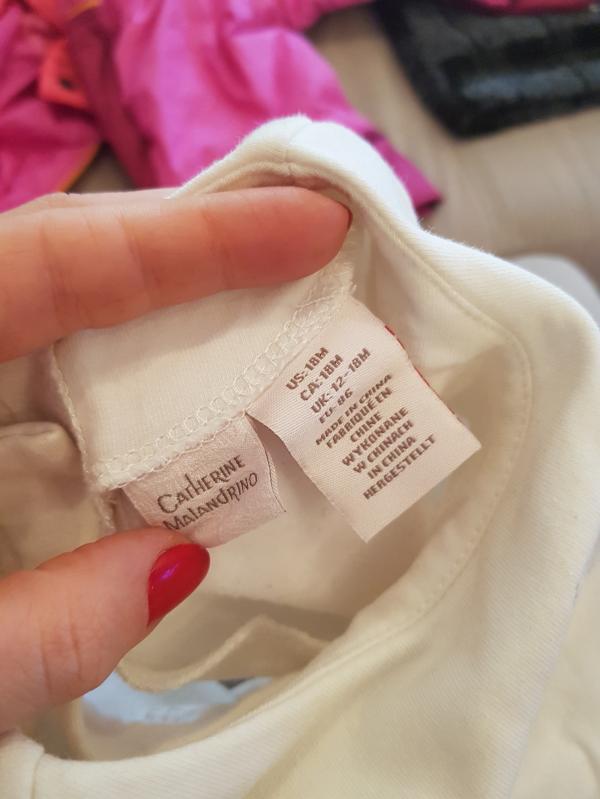 Catherine
Malandrino
US: 18M
CA: 18M
UK: 12-18M
EU: 86
MADE IN CHINA
FABRIQUE EN
CHINE
WYKONANE
W CHINACH
IN CHINA
HERGESTELLT